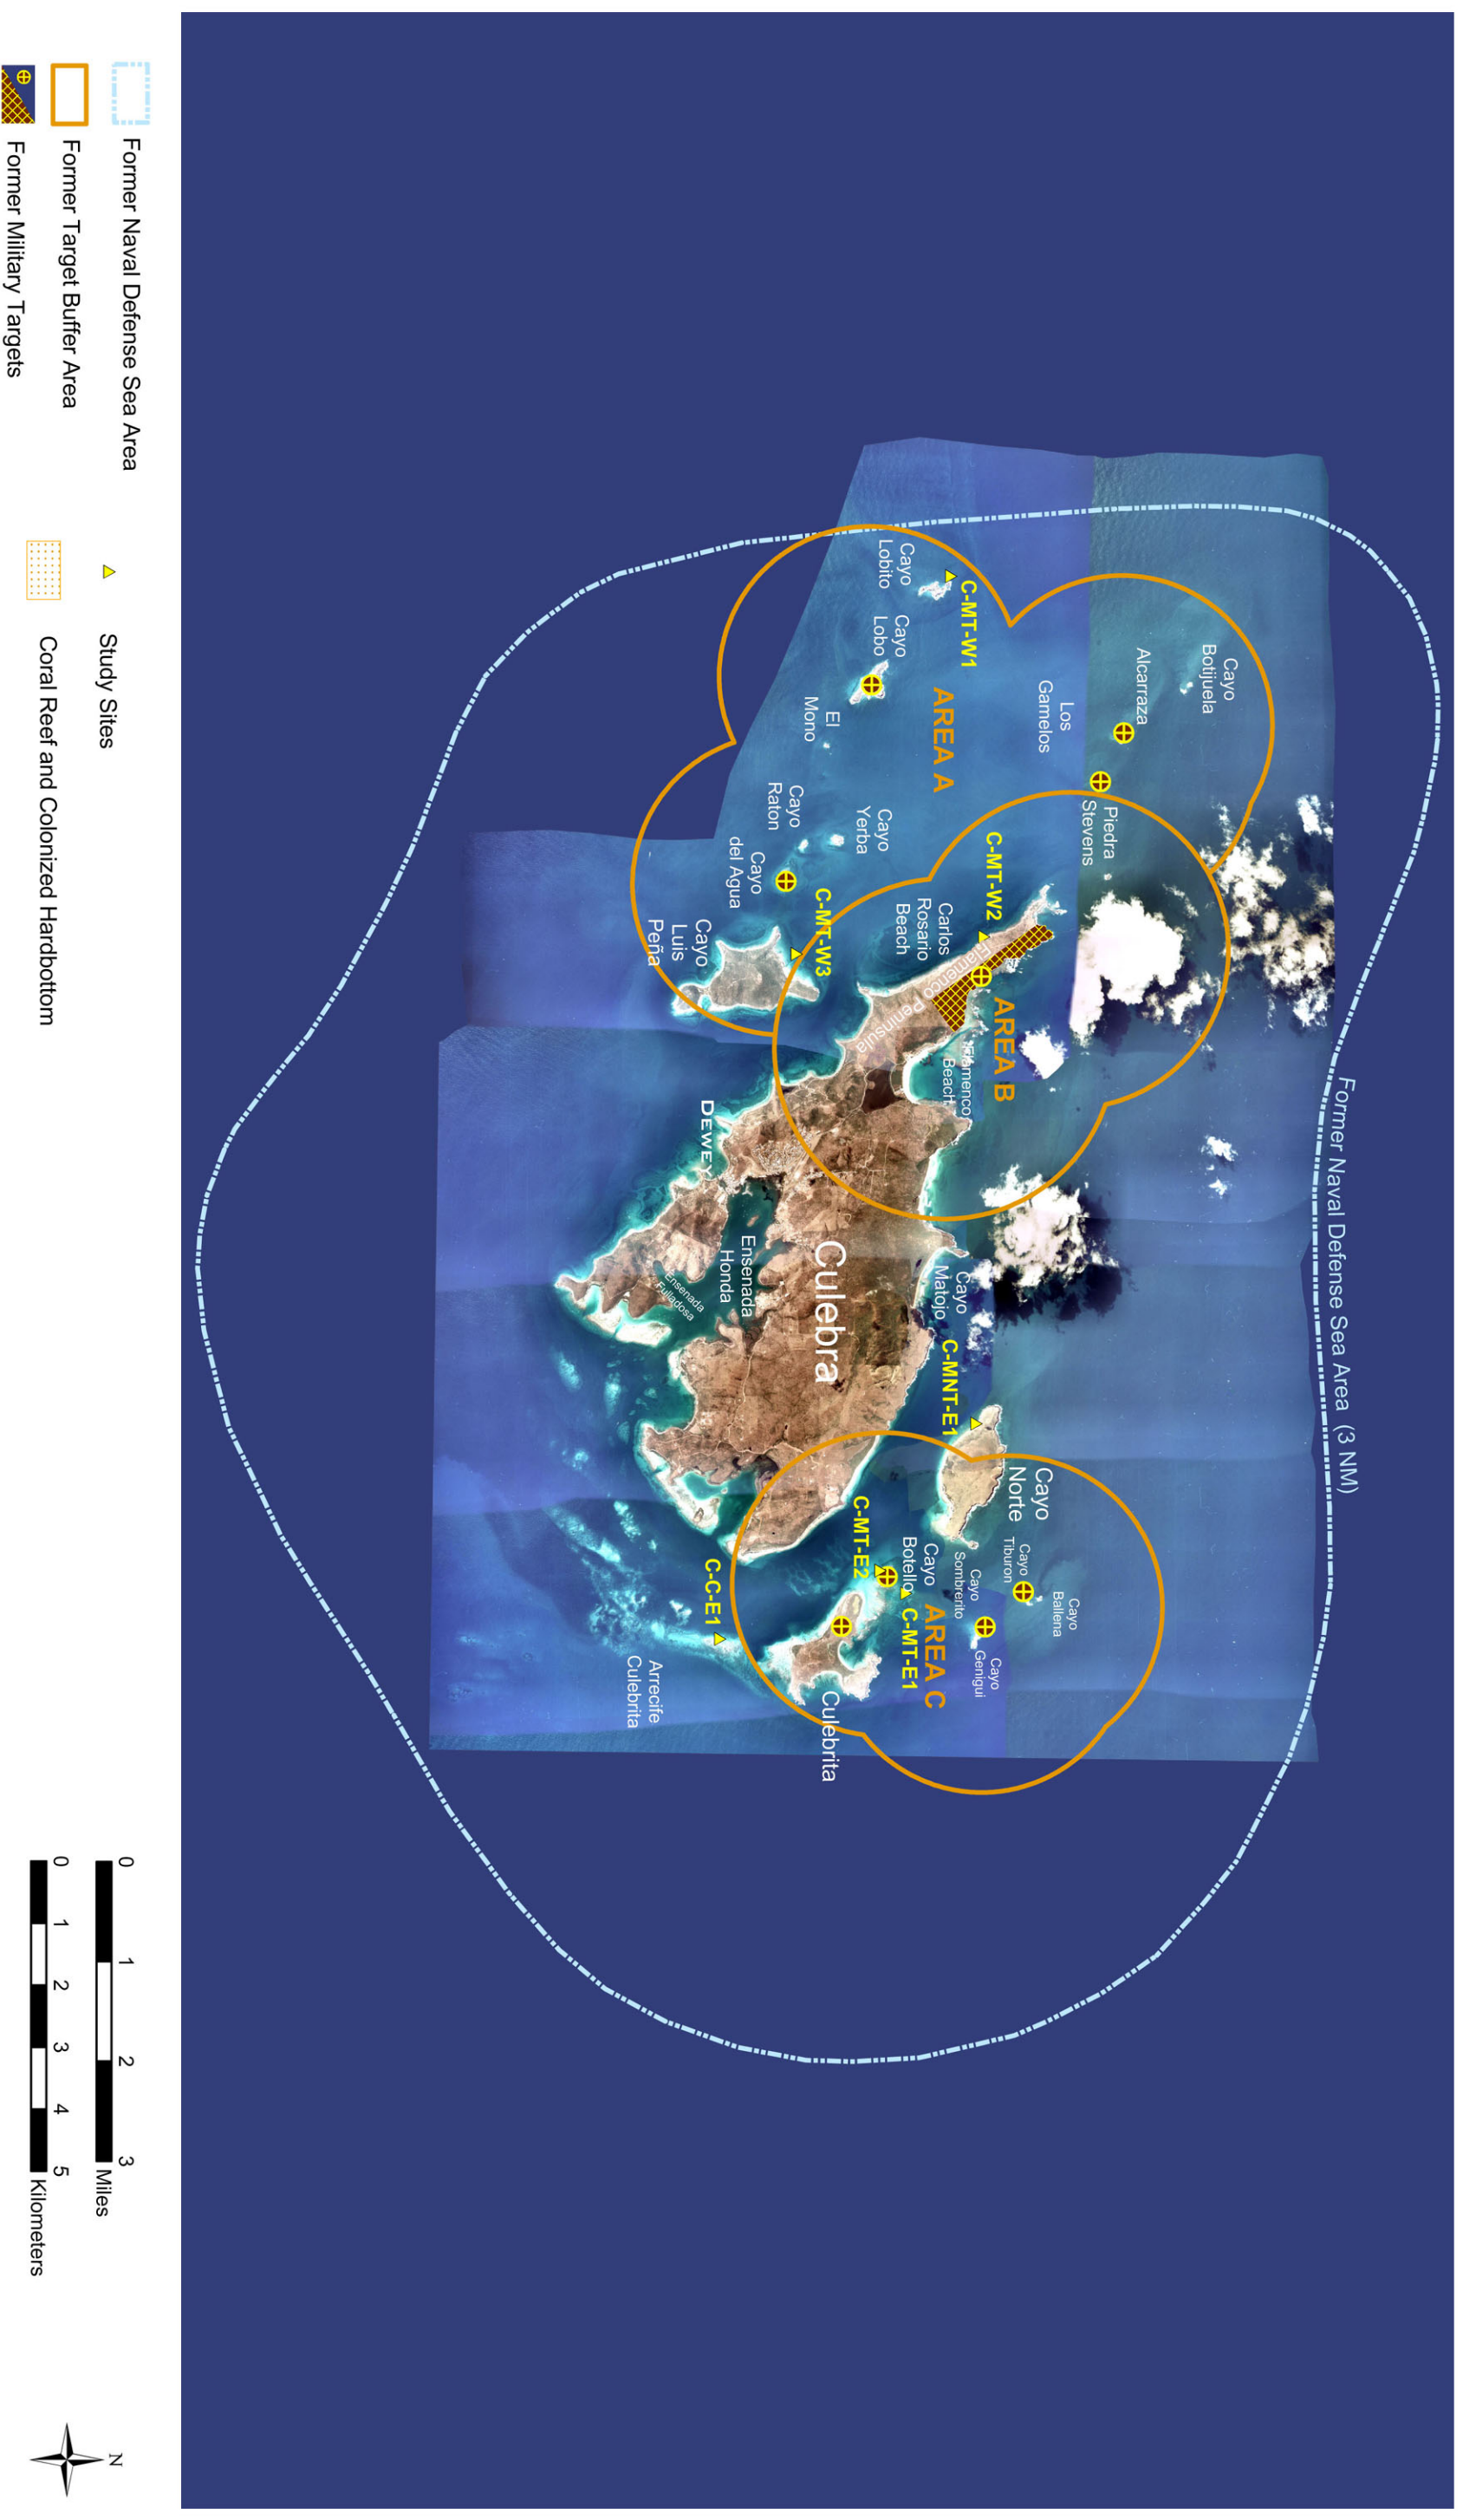 Former Naval Defense Sea Area (3 NM)
Cayo
Botijuela
Alcarraza
Piedra
Stevens
Los
Gamelos
C-MT-W1
Cayo
Lobito
Cayo
Lobo
AREA A
El
Mono
Cayo
Yerba
Cayo
Raton
Cayo
del Agua
C-MT-W3
Cayo
Luis
Peña
C-MT-W2
Carlos
Rosario
Beach
Flamenco Peninsula
AREA B
Flamenco
Beach
DEWEY
Culebra
Ensenada
Honda
Ensenada
Fulladosa
Cayo
Matojo
C-MNT-E1
Cayo
Norte
Cayo
Tiburon
Cayo
Ballena
Cayo
Sombrerito
Cayo
Genigui
Cayo
Botello
C-MT-E2
C-MT-E1
AREA C
C-C-E1
Culebrita
Arrecife
Culebrita
Former Naval Defense Sea Area
Former Target Buffer Area
Former Military Targets
Study Sites
Coral Reef and Colonized Hardbottom
0 1 2 3
Miles
0 1 2 3 4 5
Kilometers
N